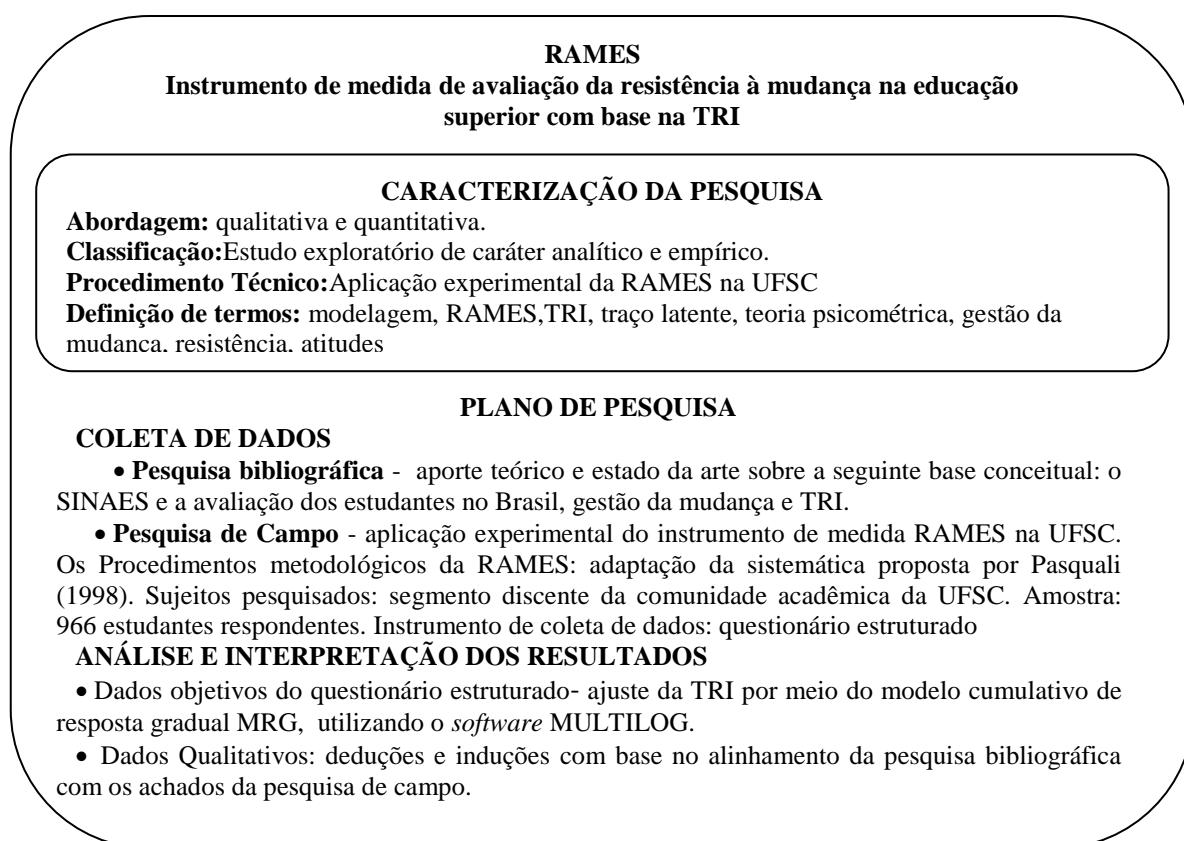 RAMES
Instrumento de medida de avaliação da resistência à mudança na educação
superior com base na TRI
CARACTERIZAÇÃO DA PESQUISA
Abordagem: qualitativa e quantitativa.
Classificação:Estudo exploratório de caráter analítico e empírico.
Procedimento Técnico:Aplicação experimental da RAMES na UFSC
Definição de termos: modelagem, RAMES,TRI, traço latente, teoria psicométrica, gestão da
mudança, resistência, atitudes
PLANO DE PESQUISA
COLETA DE DADOS
• Pesquisa bibliográfica - aporte teórico e estado da arte sobre a seguinte base conceitual: o
SINAES e a avaliação dos estudantes no Brasil, gestão da mudança e TRI.
• Pesquisa de Campo - aplicação experimental do instrumento de medida RAMES na UFSC.
Os Procedimentos metodológicos da RAMES: adaptação da sistemática proposta por Pasquali
(1998). Sujeitos pesquisados: segmento discente da comunidade acadêmica da UFSC. Amostra:
966 estudantes respondentes. Instrumento de coleta de dados: questionário estruturado
ANÁLISE E INTERPRETAÇÃO DOS RESULTADOS
• Dados objetivos do questionário estruturado- ajuste da TRI por meio do modelo cumulativo de
resposta gradual MRG, utilizando o software MULTILOG.
• Dados Qualitativos: deduções e induções com base no alinhamento da pesquisa bibliográfica
com os achados da pesquisa de campo.